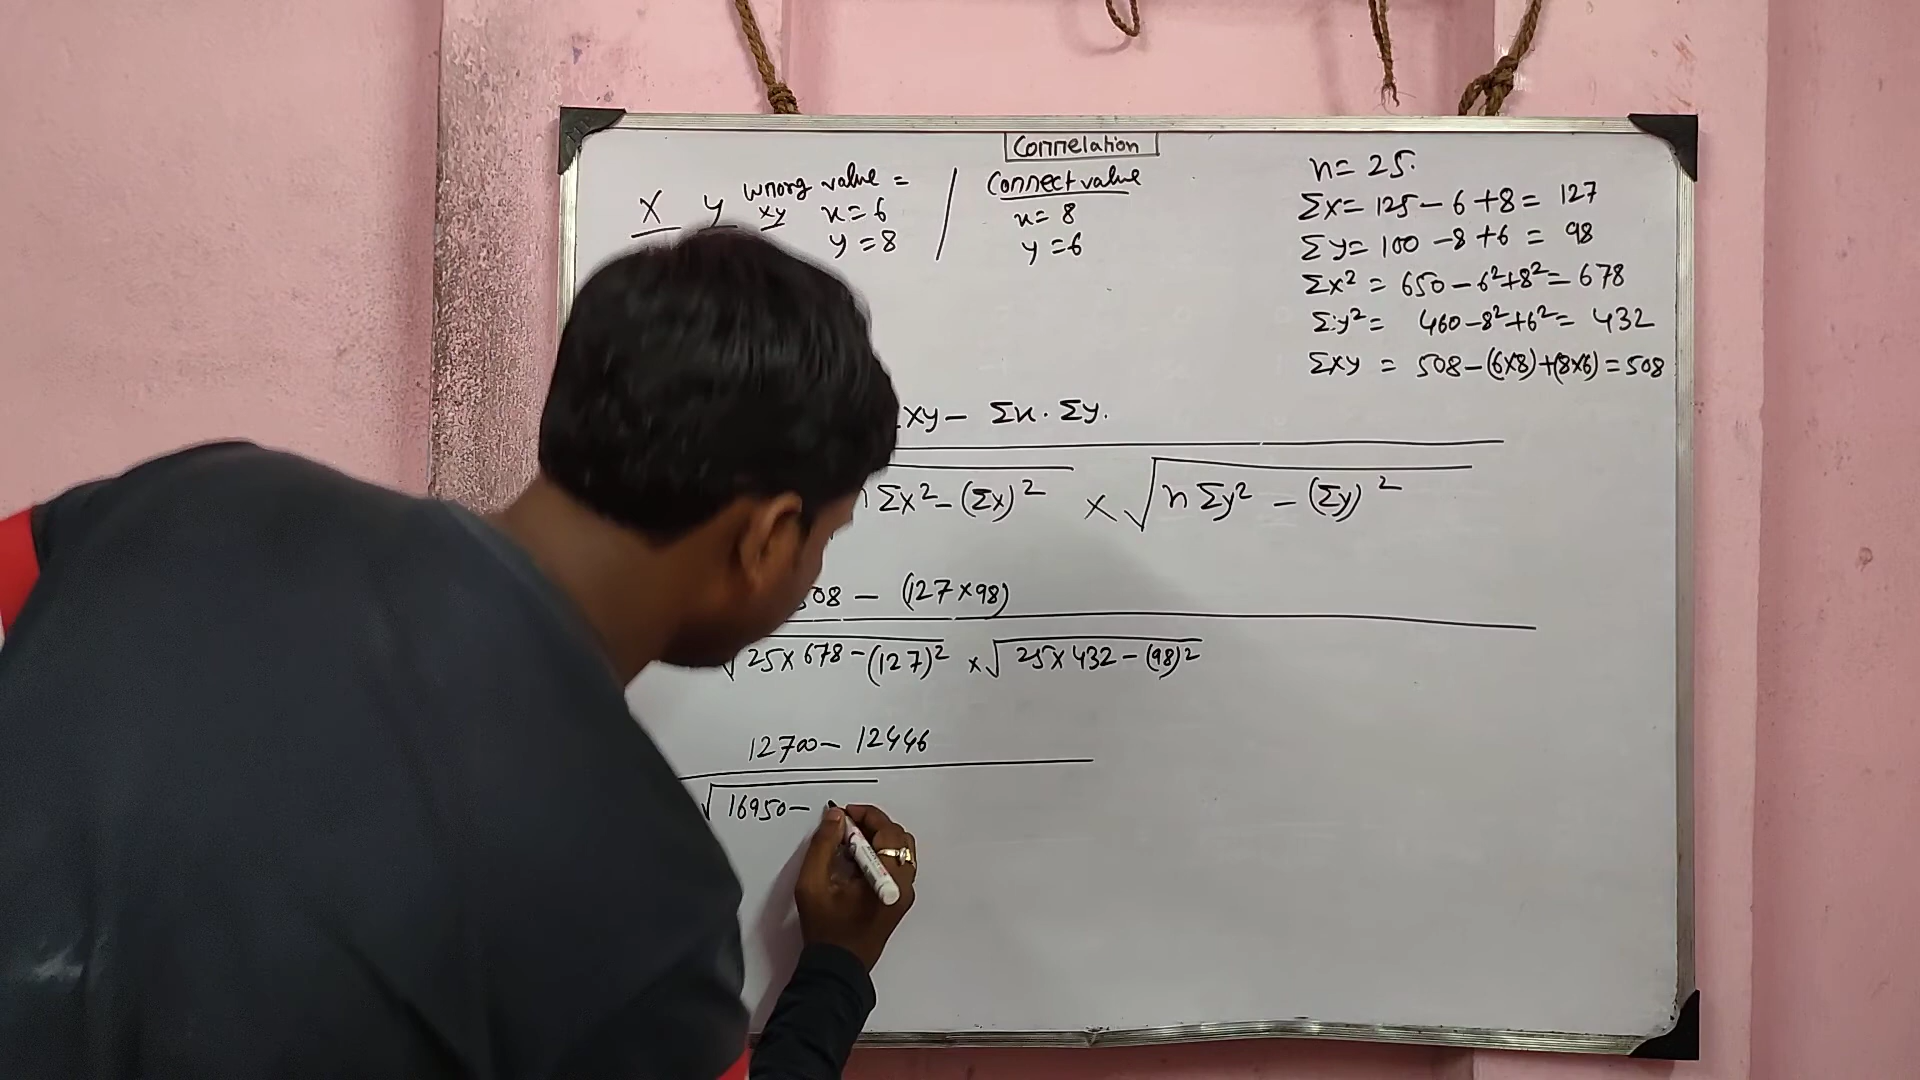 Correlation
wrong value =
X y xy x=6
y=8
Correct value
x= 8
y=6
n= 25.
Σx= 125 - 6 + 8 = 127
Σy= 100 - 8 + 6 = 98
Σx² = 650 - 6² + 8² = 678
Σy² = 460 - 8² + 6² = 432
Σxy = 508 - (6×8) + (8×6) = 508
xy - Σx . Σy.
Σx² - (Σx)² × √n Σy² - (Σy)²
508 - (127×98)
√25×678 - (127)² × √25×432 - (98)²
12700 - 12446
√16950 -